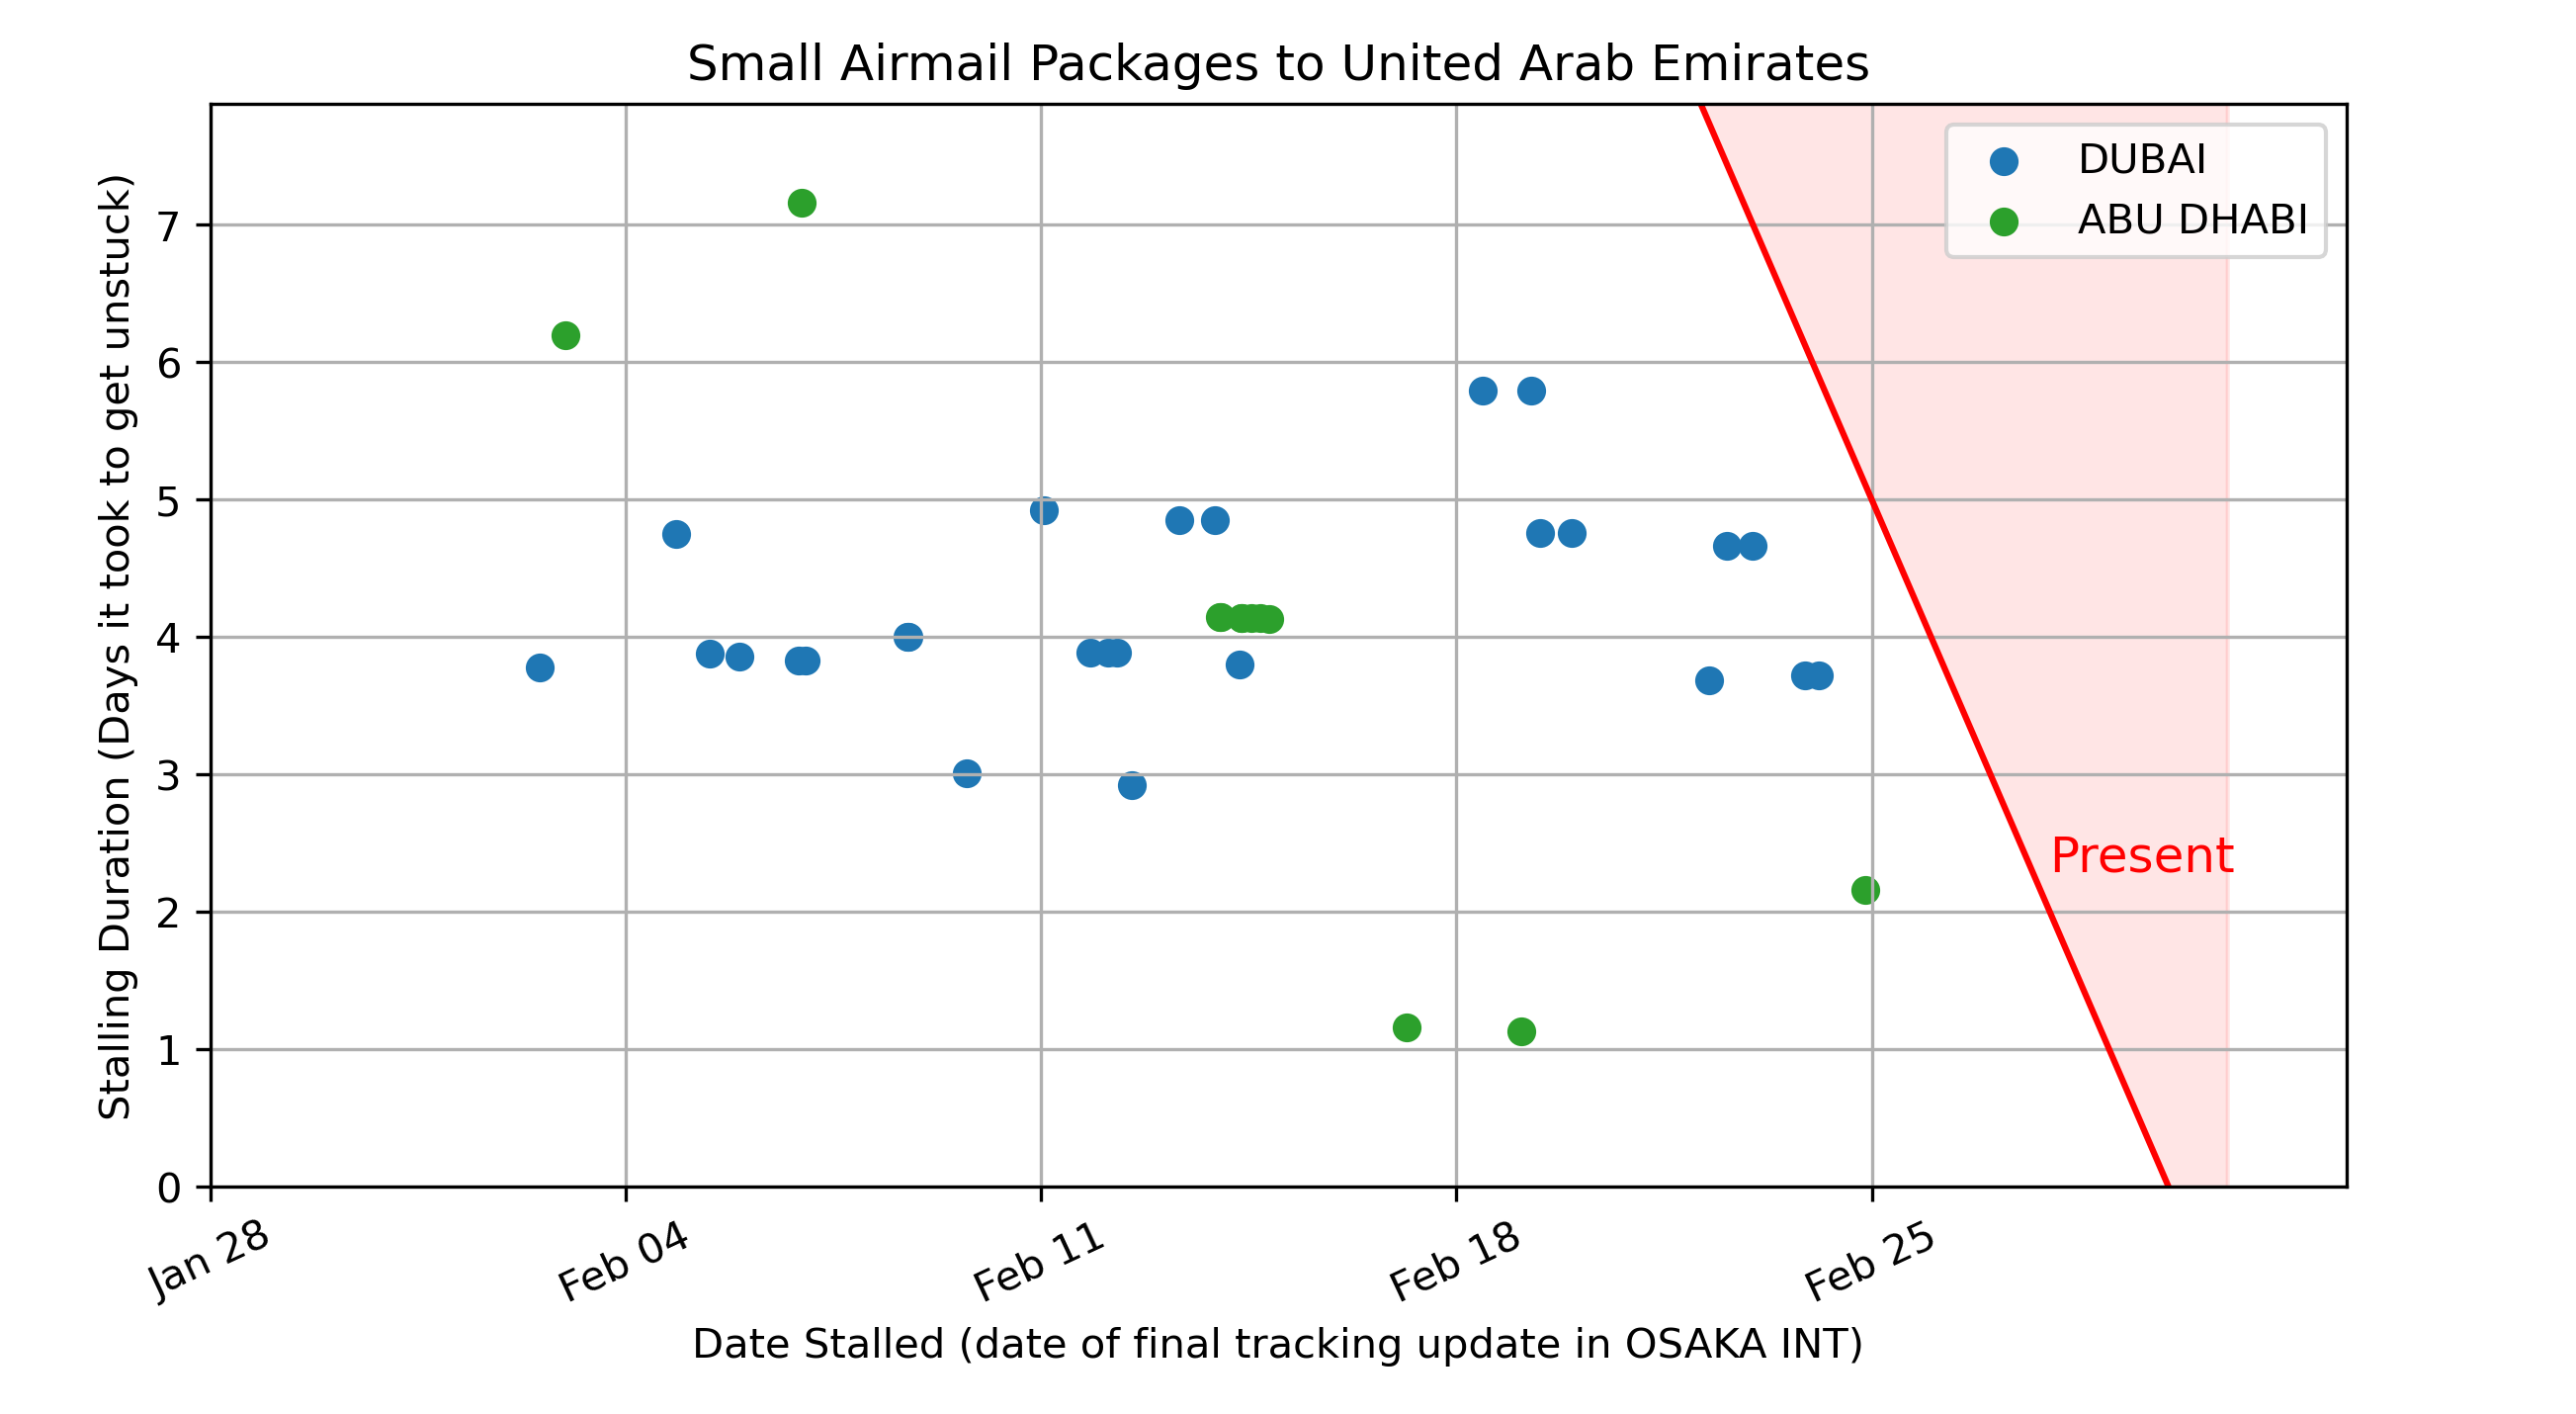 Small Airmail Packages to United Arab Emirates
DUBAI
ABU DHABI
Stalling Duration (Days it took to get unstuck)
7
6
5
4
3
2
1
0
Present
Jan 28
Feb 04
Feb 11
Feb 18
Feb 25
Date Stalled (date of final tracking update in OSAKA INT)